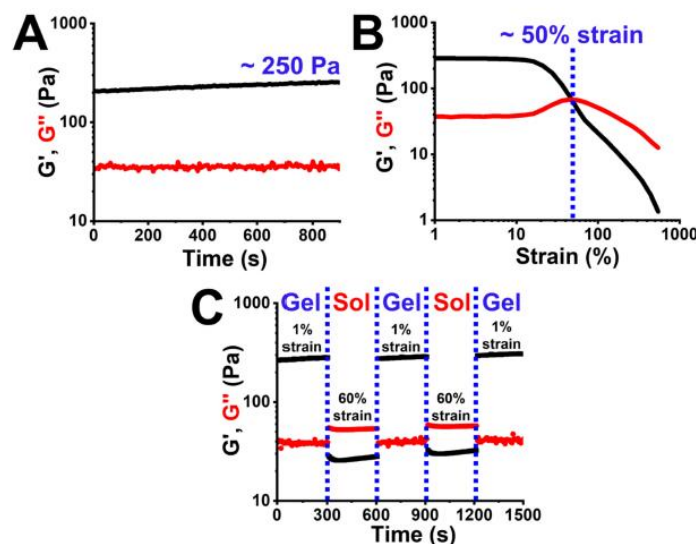 A
G', G'' (Pa)
1000
100
10
~ 250 Pa
0 200 400 600 800
Time (s)
B
~ 50% strain
G', G'' (Pa)
1000
100
10
1
1 10 100 1000
Strain (%)
C
G', G'' (Pa)
1000
100
10
Gel Sol Gel Sol Gel
1% strain
60% strain
1% strain
60% strain
1% strain
0 300 600 900 1200 1500
Time (s)